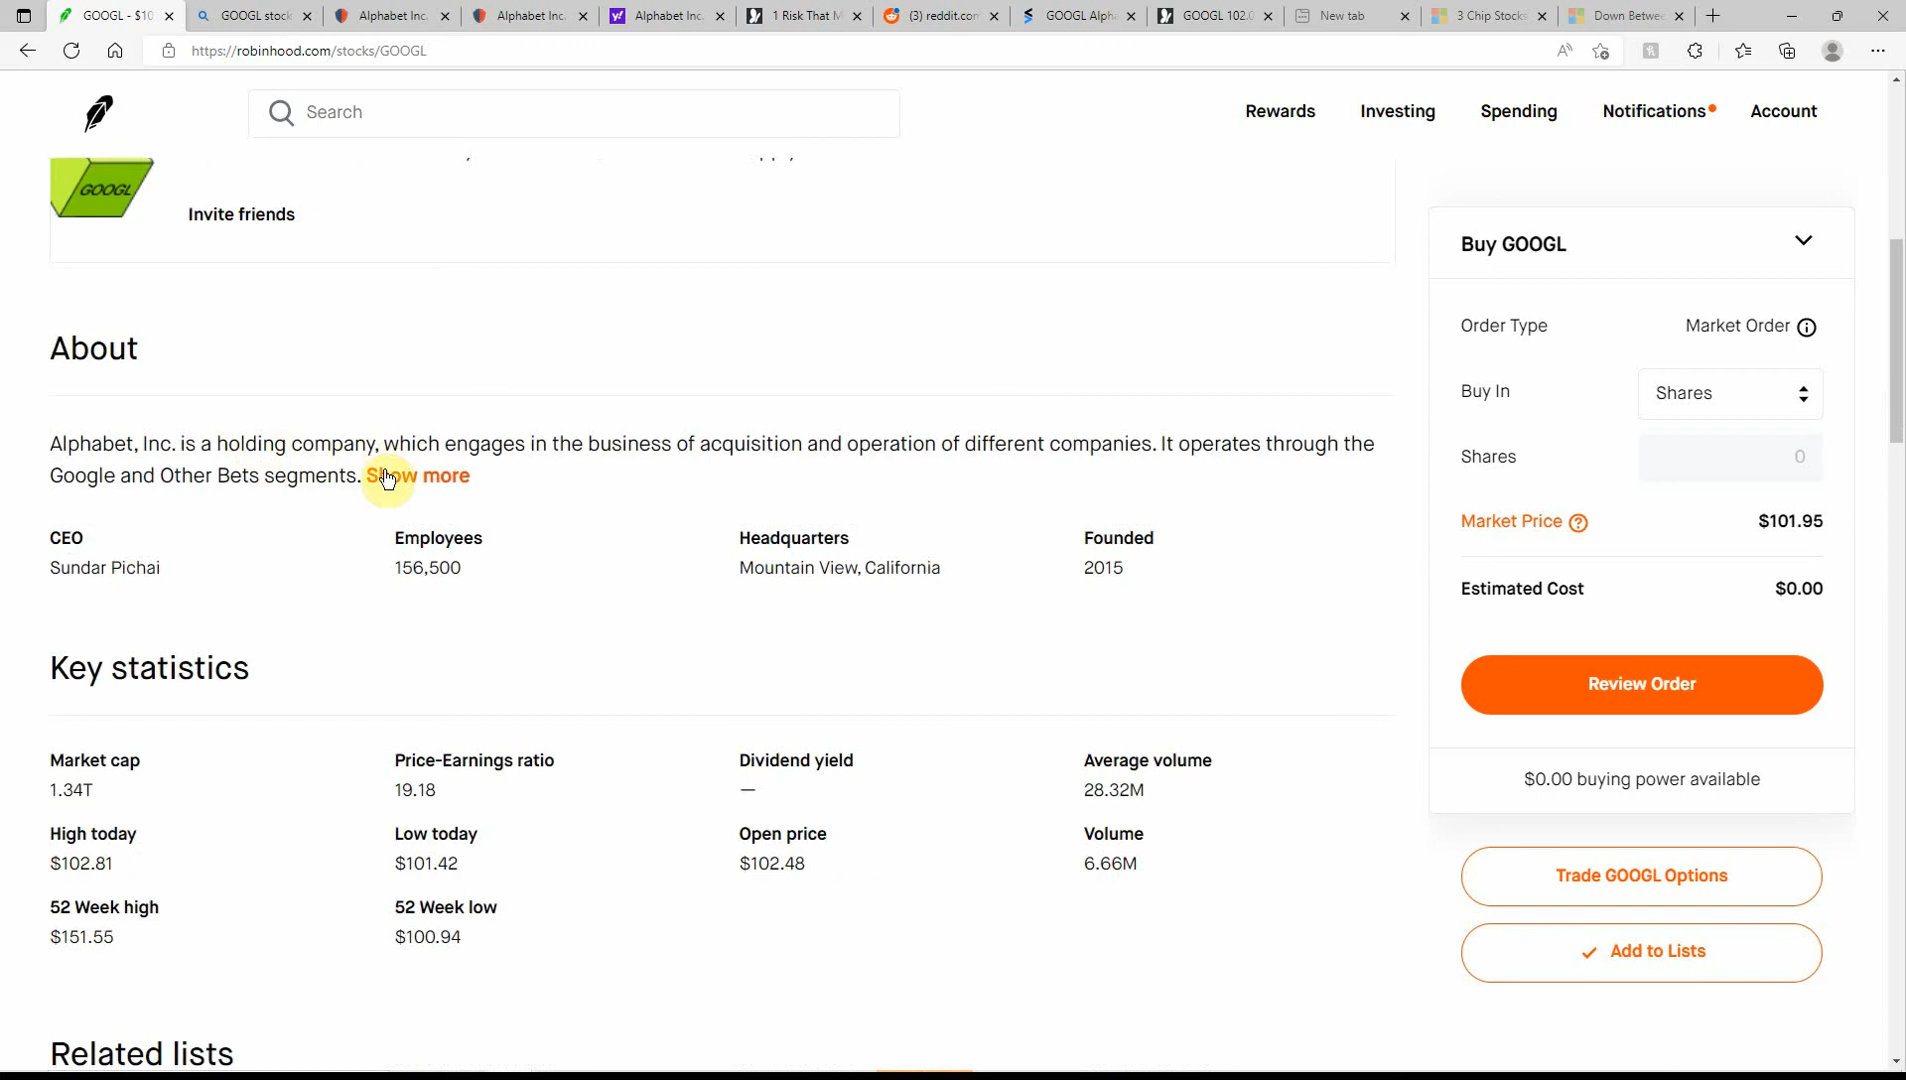 GOOGL - $10
GOOGL stock
Alphabet Inc.
Alphabet Inc.
Alphabet Inc.
1 Risk That M
(3) reddit.com
GOOGL Alph
GOOGL 102.0
New tab
3 Chip Stocks
Down Betwe
https://robinhood.com/stocks/GOOGL
Search
Rewards
Investing
Spending
Notifications
Account
GOOGL
Invite friends
About
Alphabet, Inc. is a holding company, which engages in the business of acquisition and operation of different companies. It operates through the
Google and Other Bets segments. Show more
CEO
Employees
Headquarters
Founded
Sundar Pichai
156,500
Mountain View, California
2015
Key statistics
Market cap
Price-Earnings ratio
Dividend yield
Average volume
1.34T
19.18
—
28.32M
High today
Low today
Open price
Volume
$102.81
$101.42
$102.48
6.66M
52 Week high
52 Week low
$151.55
$100.94
Related lists
Buy GOOGL
Order Type
Market Order
Buy In
Shares
Shares
0
Market Price
$101.95
Estimated Cost
$0.00
Review Order
$0.00 buying power available
Trade GOOGL Options
Add to Lists